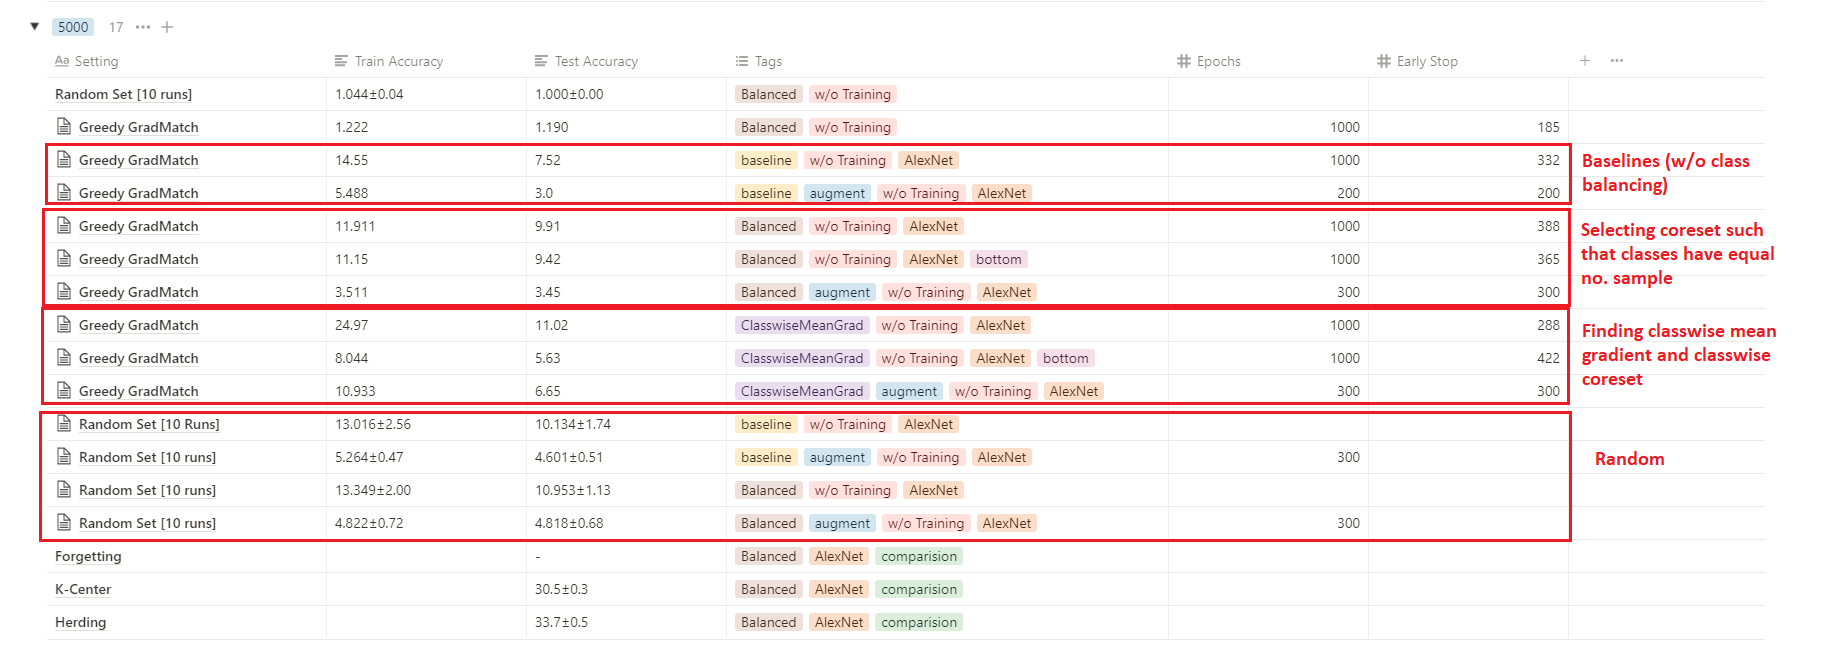 5000 17 ••• +
Aa Setting Train Accuracy Test Accuracy Tags # Epochs # Early Stop + •••
Random Set [10 runs] 1.044±0.04 1.000±0.00 Balanced w/o Training
Greedy GradMatch 1.222 1.190 Balanced w/o Training 1000 185
Greedy GradMatch 14.55 7.52 baseline w/o Training AlexNet 1000 332
Baselines (w/o class
balancing)
Greedy GradMatch 5.488 3.0 baseline augment w/o Training AlexNet 200 200
Greedy GradMatch 11.911 9.91 Balanced w/o Training AlexNet 1000 388
Selecting coreset such
that classes have equal
no. sample
Greedy GradMatch 11.15 9.42 Balanced w/o Training AlexNet bottom 1000 365
Greedy GradMatch 3.511 3.45 Balanced augment w/o Training AlexNet 300 300
Greedy GradMatch 24.97 11.02 ClasswiseMeanGrad w/o Training AlexNet 1000 288
Finding classwise mean
gradient and classwise
coreset
Greedy GradMatch 8.044 5.63 ClasswiseMeanGrad w/o Training AlexNet bottom 1000 422
Greedy GradMatch 10.933 6.65 ClasswiseMeanGrad augment w/o Training AlexNet 300 300
Random Set [10 Runs] 13.016±2.56 10.134±1.74 baseline w/o Training AlexNet
Random Set [10 runs] 5.264±0.47 4.601±0.51 baseline augment w/o Training AlexNet 300
Random
Random Set [10 runs] 13.349±2.00 10.953±1.13 Balanced w/o Training AlexNet
Random Set [10 runs] 4.822±0.72 4.818±0.68 Balanced augment w/o Training AlexNet 300
Forgetting - Balanced AlexNet comparision
K-Center 30.5±0.3 Balanced AlexNet comparision
Herding 33.7±0.5 Balanced AlexNet comparision